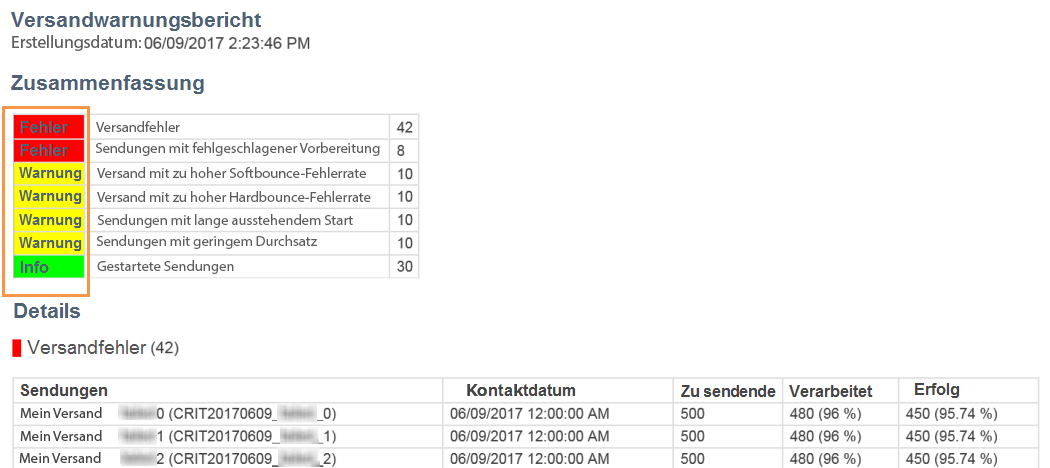 Versandwarnungsbericht
Erstellungsdatum: 06/09/2017 2:23:46 PM
Zusammenfassung
Fehler Versandfehler 42
Fehler Sendungen mit fehlgeschlagener Vorbereitung 8
Warnung Versand mit zu hoher Softbounce-Fehlerrate 10
Warnung Versand mit zu hoher Hardbounce-Fehlerrate 10
Warnung Sendungen mit lange ausstehendem Start 10
Warnung Sendungen mit geringem Durchsatz 10
Info Gestartete Sendungen 30
Details
Versandfehler (42)
Sendungen Kontaktdatum Zu sendende Verarbeitet Erfolg
Mein Versand 0 (CRIT20170609_ _0) 06/09/2017 12:00:00 AM 500 480 (96 %) 450 (95.74 %)
Mein Versand 1 (CRIT20170609_ _1) 06/09/2017 12:00:00 AM 500 480 (96 %) 450 (95.74 %)
Mein Versand 2 (CRIT20170609_ _2) 06/09/2017 12:00:00 AM 500 480 (96 %) 450 (95.74 %)